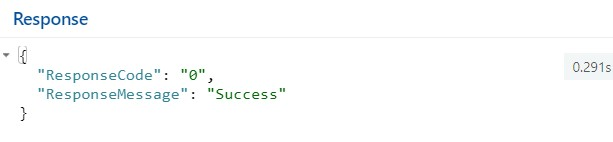 Response
{
"ResponseCode": "0",
0.291s
"ResponseMessage": "Success"
}